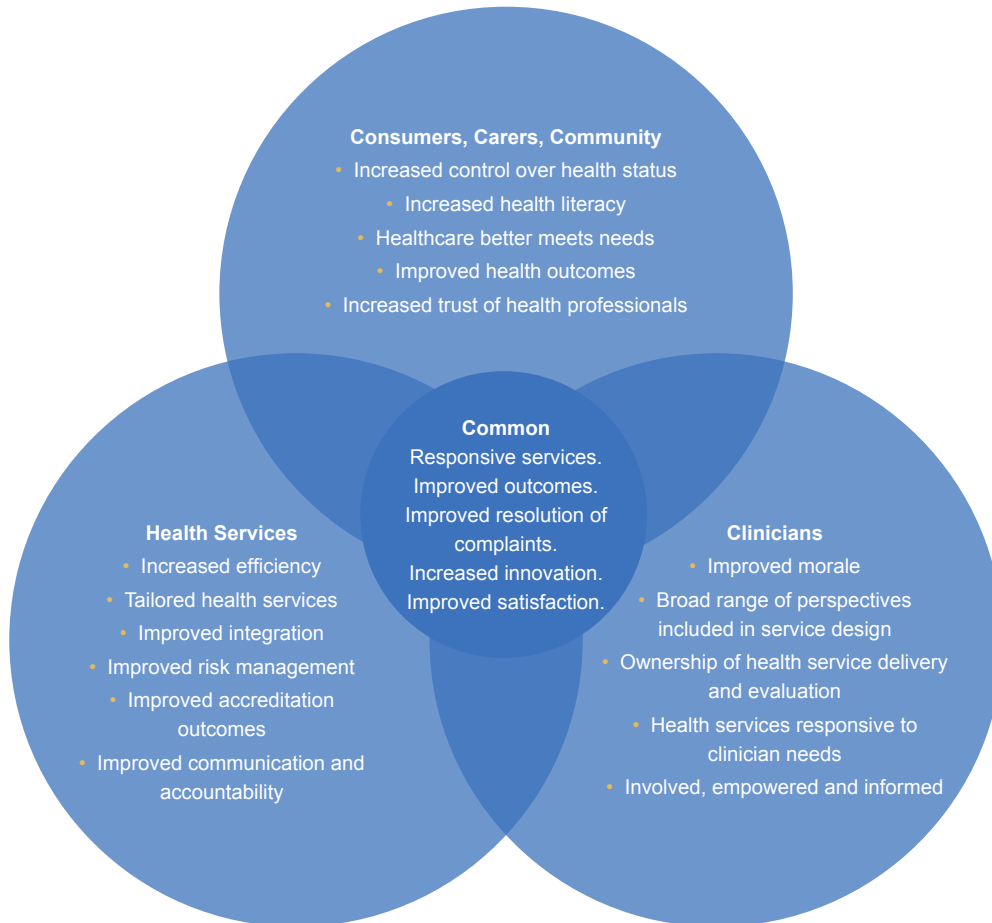 Consumers, Carers, Community
• Increased control over health status
• Increased health literacy
• Healthcare better meets needs
• Improved health outcomes
• Increased trust of health professionals
Common
Responsive services.
Improved outcomes.
Improved resolution of
complaints.
Increased innovation.
Improved satisfaction.
Health Services
• Increased efficiency
• Tailored health services
• Improved integration
• Improved risk management
• Improved accreditation
outcomes
• Improved communication and
accountability
Clinicians
• Improved morale
• Broad range of perspectives
included in service design
• Ownership of health service delivery
and evaluation
• Health services responsive to
clinician needs
• Involved, empowered and informed